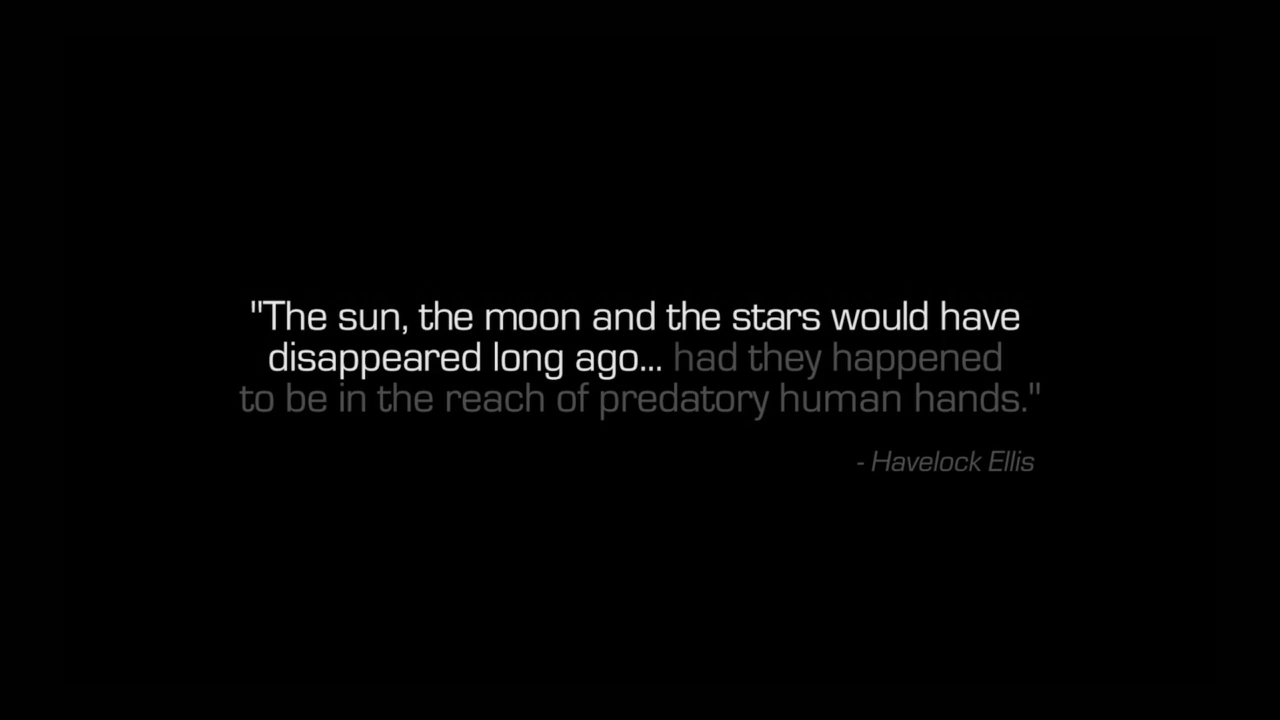 "The sun, the moon and the stars would have
disappeared long ago... had they happened
to be in the reach of predatory human hands."
- Havelock Ellis